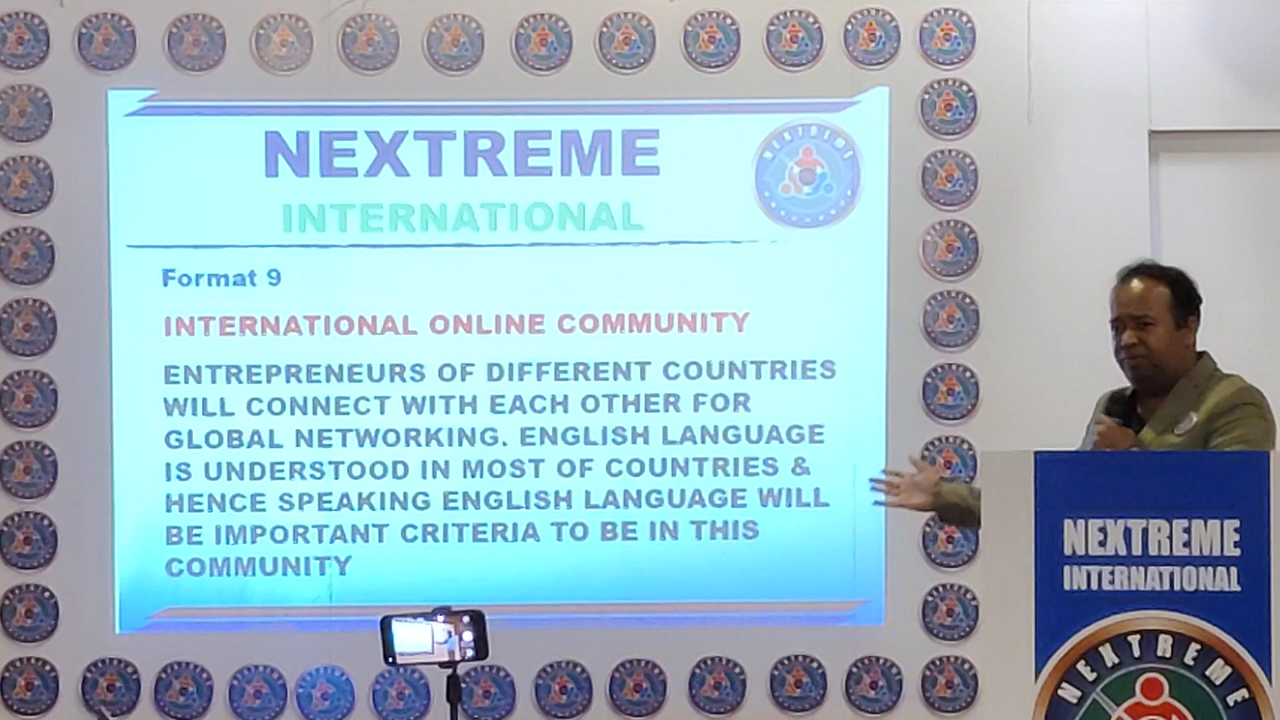 NEXTREME
INTERNATIONAL
NEXTREME
Format 9
INTERNATIONAL ONLINE COMMUNITY
ENTREPRENEURS OF DIFFERENT COUNTRIES
WILL CONNECT WITH EACH OTHER FOR
GLOBAL NETWORKING. ENGLISH LANGUAGE
IS UNDERSTOOD IN MOST OF COUNTRIES &
HENCE SPEAKING ENGLISH LANGUAGE WILL
BE IMPORTANT CRITERIA TO BE IN THIS
COMMUNITY
NEXTREME
INTERNATIONAL
NEXTREME